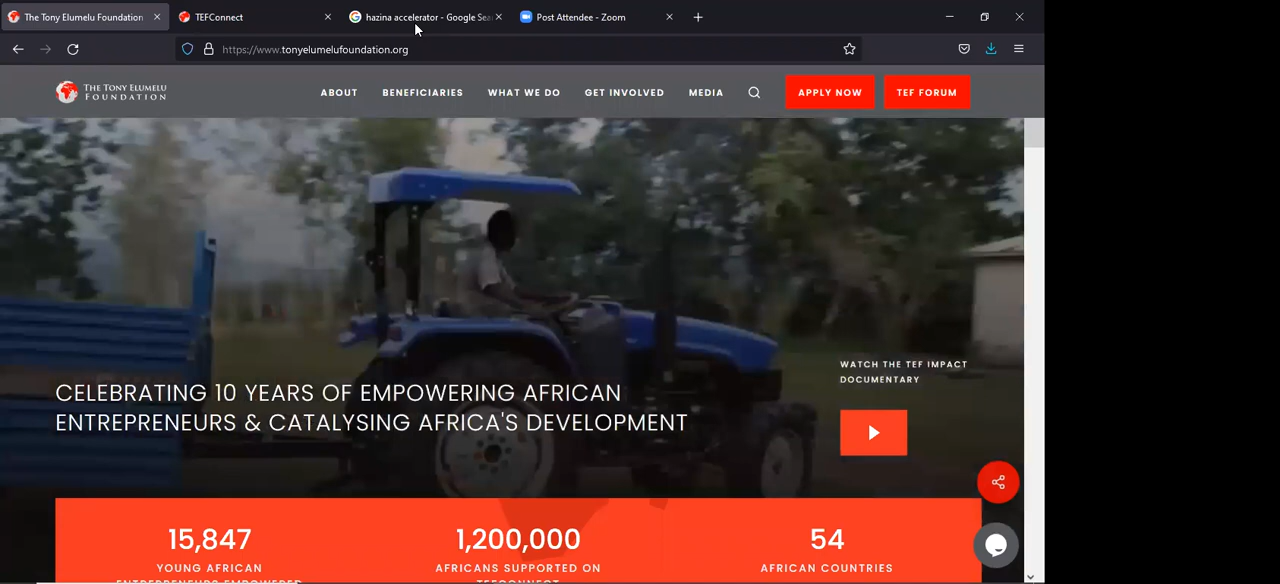 The Tony Elumelu Foundation
TEFConnect
hazina accelerator - Google Sea
Post Attendee - Zoom
https://www.tonyelumelufoundation.org
THE TONY ELUMELU
FOUNDATION
ABOUT
BENEFICIARIES
WHAT WE DO
GET INVOLVED
MEDIA
APPLY NOW
TEF FORUM
WATCH THE TEF IMPACT
DOCUMENTARY
CELEBRATING 10 YEARS OF EMPOWERING AFRICAN
ENTREPRENEURS & CATALYSING AFRICA'S DEVELOPMENT
15,847
YOUNG AFRICAN
ENTREPRENEURS EMPOWERED
1,200,000
AFRICANS SUPPORTED ON
TEFCONNECT
54
AFRICAN COUNTRIES